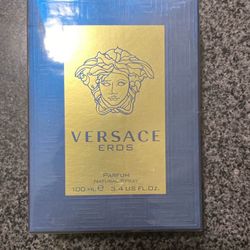 VERSACE
EROS
PARFUM
NATURAL SPRAY
100 ml e 3.4 US FL.OZ.